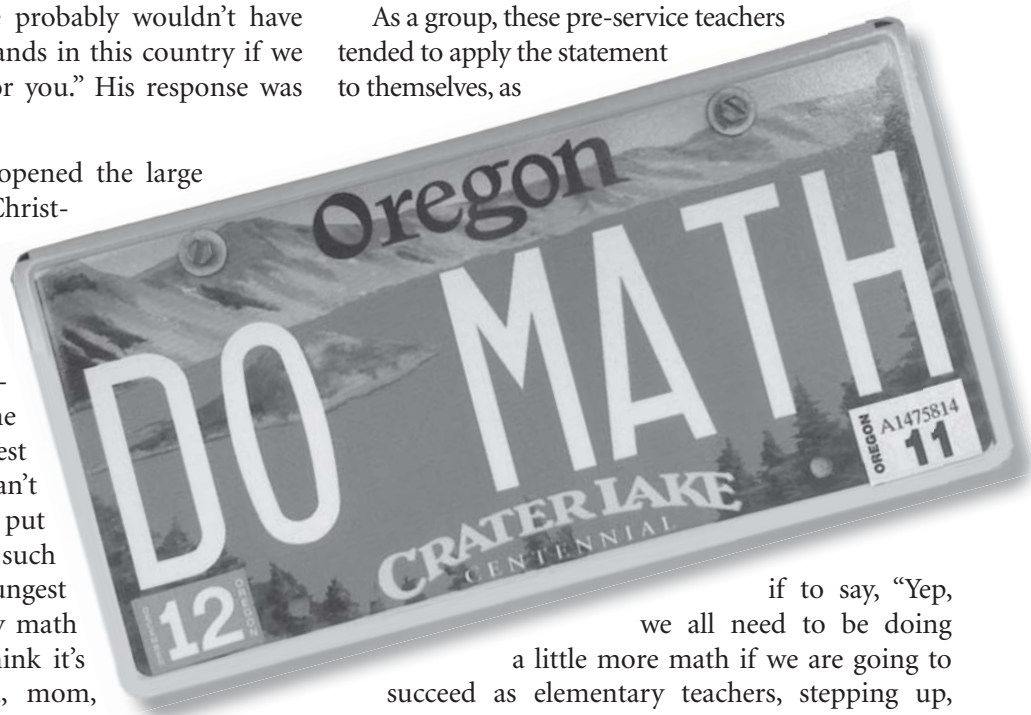 probably wouldn't have
ands in this country if we
or you.” His response was
opened the large
Christ-
est
an't
put
such
ungest
math
ink it's
mom,
As a group, these pre-service teachers
tended to apply the statement
to themselves, as
Oregon
DO MATH
CRATER LAKE
CENTENNIAL
12
OREGON
OREGON
A1475814
11
if to say, “Yep,
we all need to be doing
a little more math if we are going to
succeed as elementary teachers, stepping up,